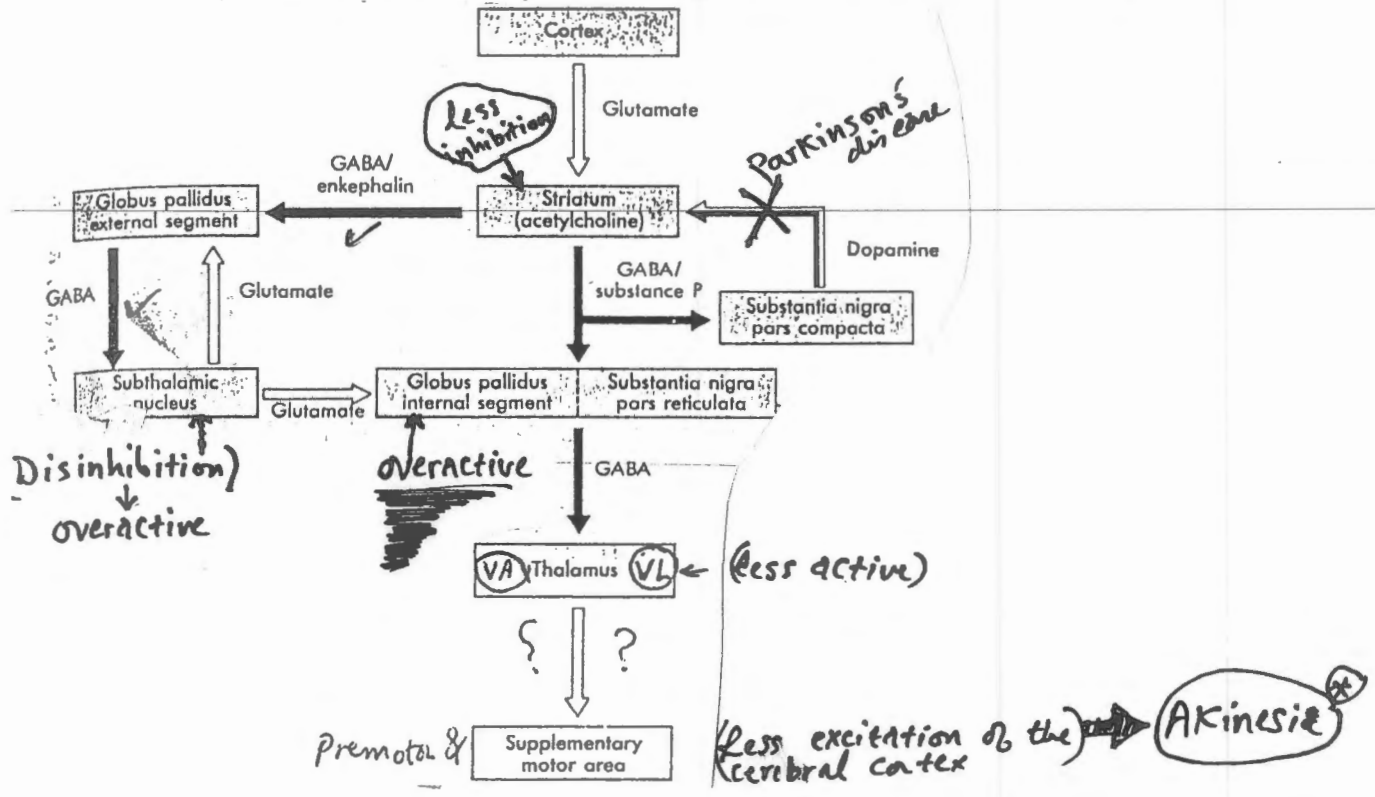 Cortex
Glutamate
less
inhibition
Parkinson's
disease
GABA/
enkephalin
Globus pallidus
external segment
Striatum
(acetylcholine)
Dopamine
GABA
Glutamate
GABA/
substance P
Substantia nigra
pars compacta
Subthalamic
nucleus
Glutamate
Globus pallidus
internal segment
Substantia nigra
pars reticulata
Disinhibition)
overactive
overactive
GABA
VA Thalamus VL
(less active)
? ?
Premotor &
Supplementary
motor area
(less excitation of the)
(cerebral cortex
AKinesia
*